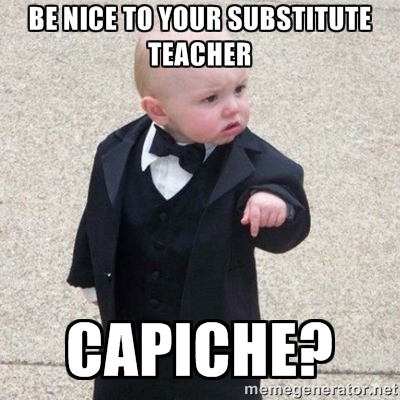 BE NICE TO YOUR SUBSTITUTE
TEACHER
CAPICHE?
memegenerator.net